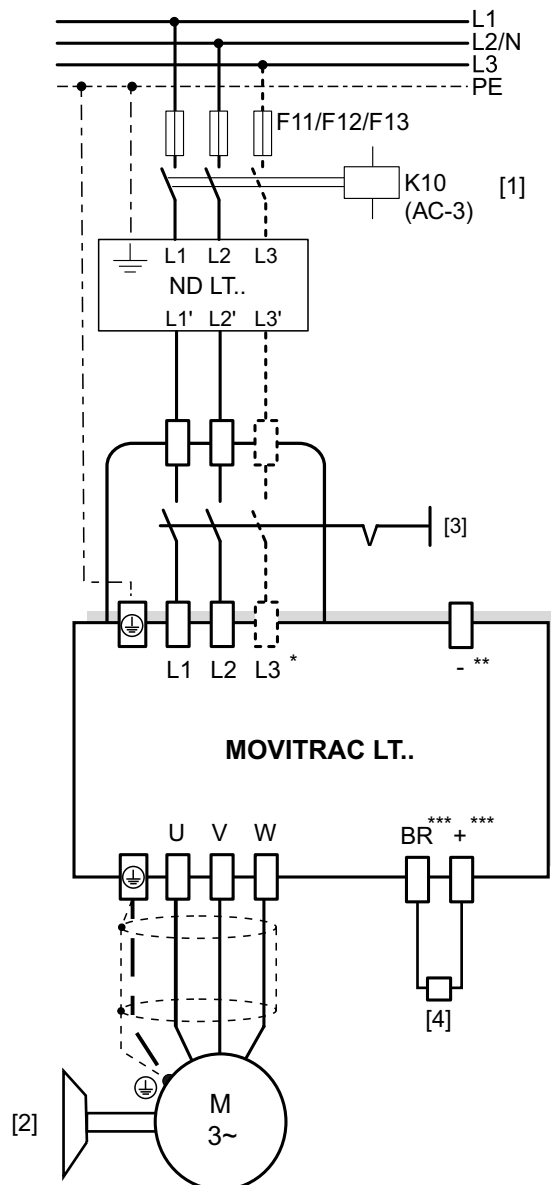 L1
L2/N
L3
PE
F11/F12/F13
K10
(AC-3)
[1]
L1 L2 L3
ND LT..
L1' L2' L3'
[3]
L1 L2 L3 *
- **
MOVITRAC LT..
U V W
BR*** +***
[4]
[2]
M
3~